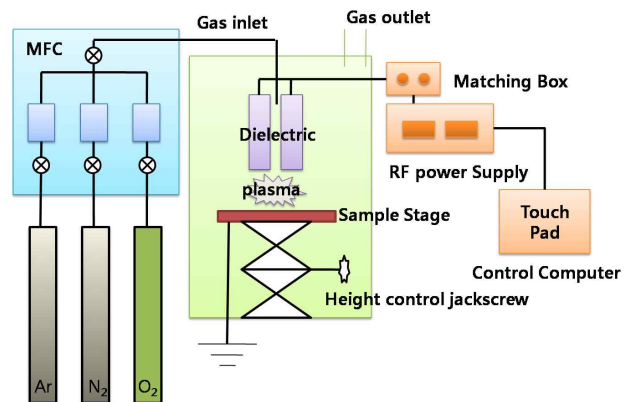 Gas outlet
Gas inlet
MFC
Matching Box
Dielectric
RF power Supply
plasma
Sample Stage
Touch
Pad
Control Computer
Height control jackscrew
Ar
N₂
O₂